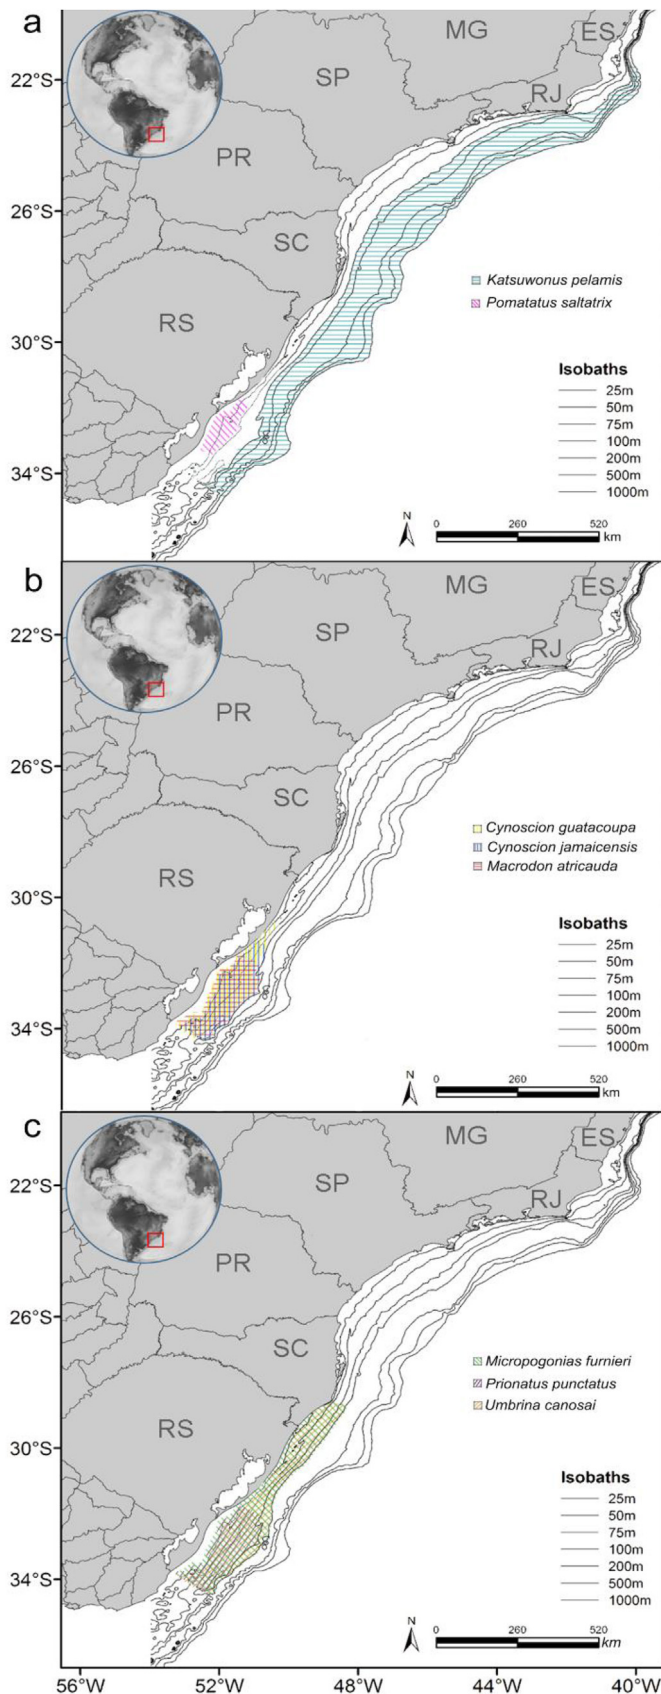 a
MG
ES
22°S
SP
RJ
PR
26°S
SC
Katsuwonus pelamis
Pomatatus saltatrix
30°S
RS
Isobaths
25m
50m
75m
100m
200m
500m
1000m
34°S
N
0 260 520
km
b
MG
ES
22°S
SP
RJ
PR
26°S
SC
Cynoscion guatacoupa
Cynoscion jamaicensis
Macrodon atricauda
RS
30°S
Isobaths
25m
50m
75m
100m
200m
500m
1000m
34°S
N
0 260 520
km
c
MG
ES
22°S
SP
RJ
PR
26°S
SC
Micropogonias furnieri
Prionatus punctatus
Umbrina canosai
RS
30°S
Isobaths
25m
50m
75m
100m
200m
500m
1000m
34°S
N
0 260 520
km
56°W 52°W 48°W 44°W 40°W